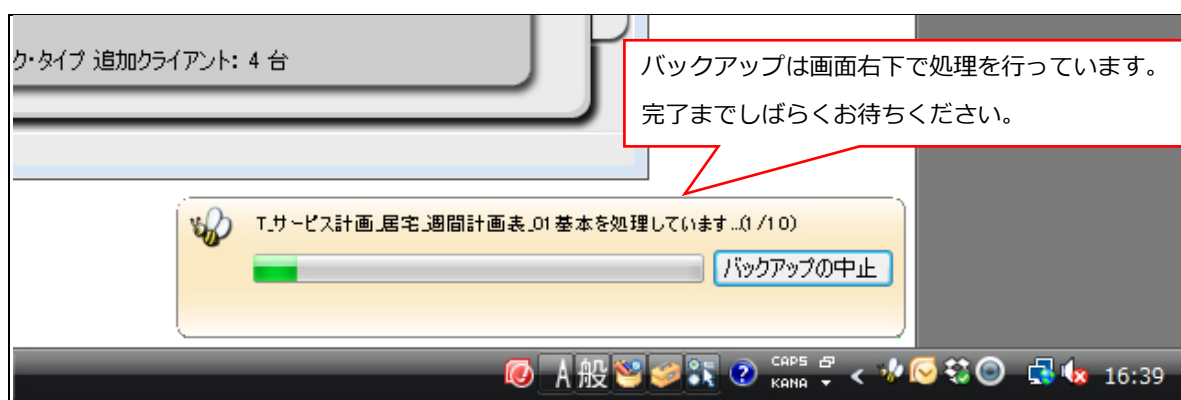 ク・タイプ 追加クライアント: 4 台
バックアップは画面右下で処理を行っています。
完了までしばらくお待ちください。
T_サービス計画_居宅_週間計画表_01基本を処理しています...(1/10)
バックアップの中止
A 般 CAPS KANA 16:39